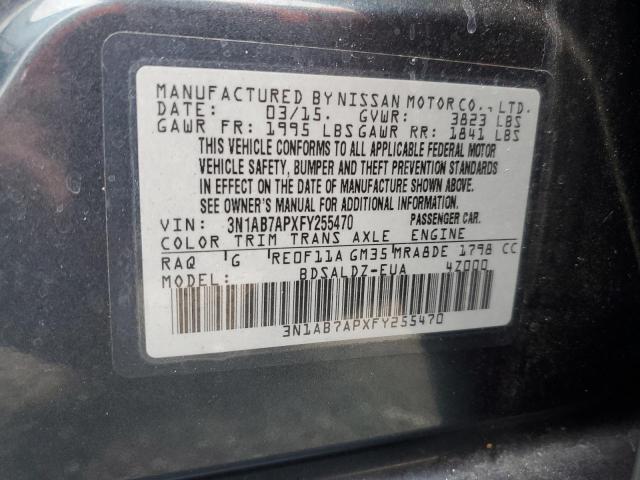 MANUFACTURED BY NISSAN MOTOR CO., LTD.
DATE: 03/15. GVWR: 3823 LBS
GAWR FR: 1995 LBS GAWR RR: 1841 LBS
THIS VEHICLE CONFORMS TO ALL APPLICABLE FEDERAL MOTOR
VEHICLE SAFETY, BUMPER AND THEFT PREVENTION STANDARDS
IN EFFECT ON THE DATE OF MANUFACTURE SHOWN ABOVE.
SEE OWNER'S MANUAL FOR ADDITIONAL INFORMATION.
VIN: 3N1AB7APXFY255470 PASSENGER CAR.
COLOR TRIM TRANS AXLE ENGINE
RAQ 'G 'RE0F11A GM35 'MRA8DE 1798 CC
MODEL: BDSALDZ-EUA 4Z000
3N1AB7APXFY255470